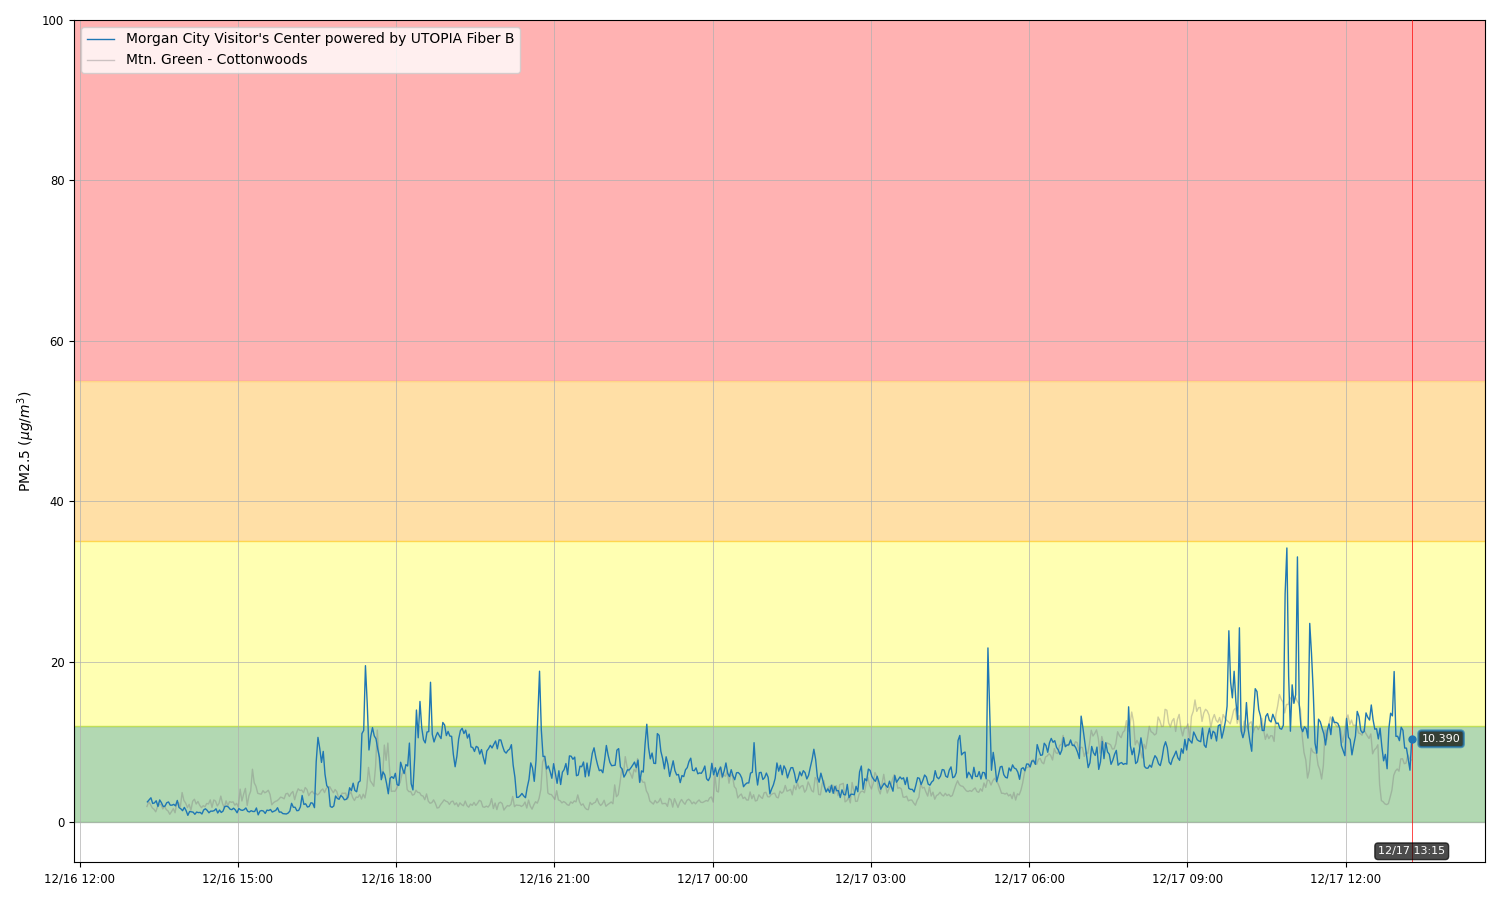 100
Morgan City Visitor's Center powered by UTOPIA Fiber B
Mtn. Green - Cottonwoods
80
60
PM2.5 (μg/m³)
40
20
10.390
0
12/17 13:15
12/16 12:00 12/16 15:00 12/16 18:00 12/16 21:00 12/17 00:00 12/17 03:00 12/17 06:00 12/17 09:00 12/17 12:00